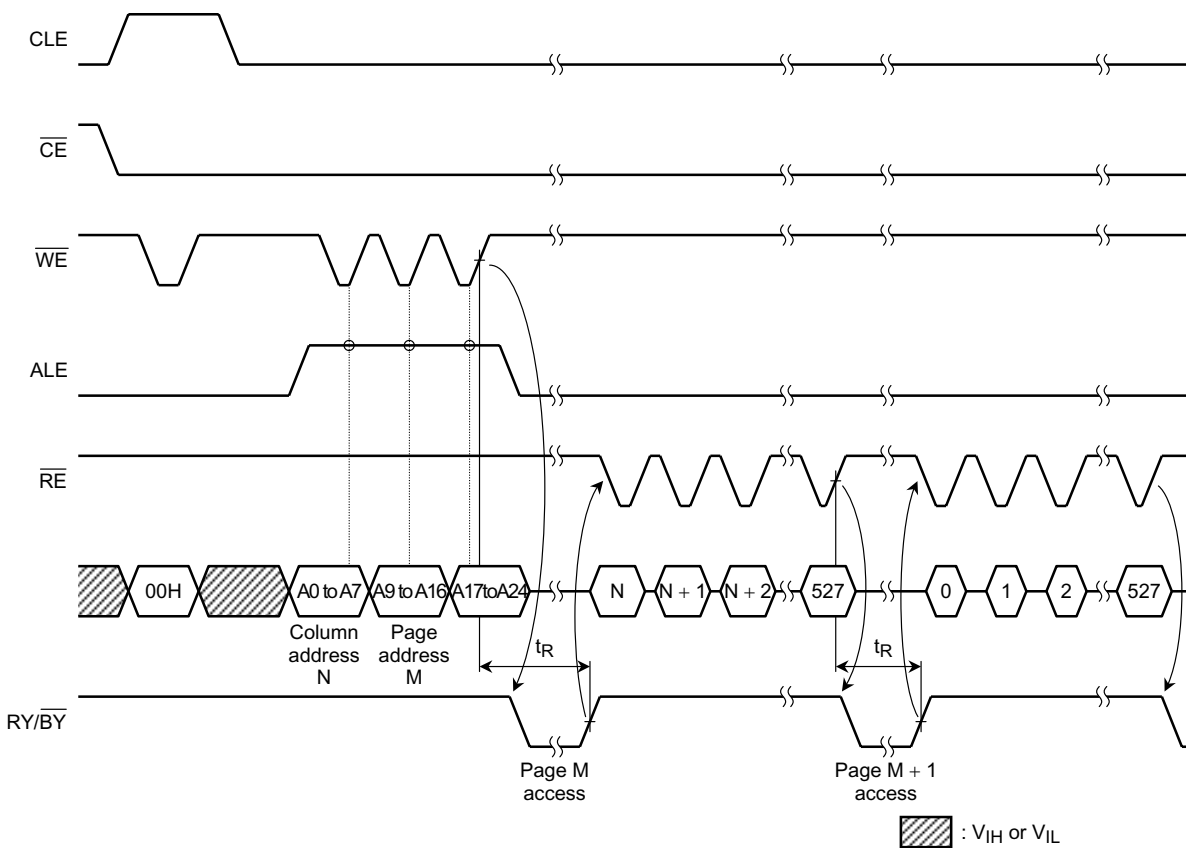 CLE
CE
WE
ALE
RE
00H A0 to A7 A9 to A16 A17 to A24 N N + 1 N + 2 527 0 1 2 527
Column address N
Page address M
tR
tR
RY/BY
Page M access
Page M + 1 access
: VIH or VIL